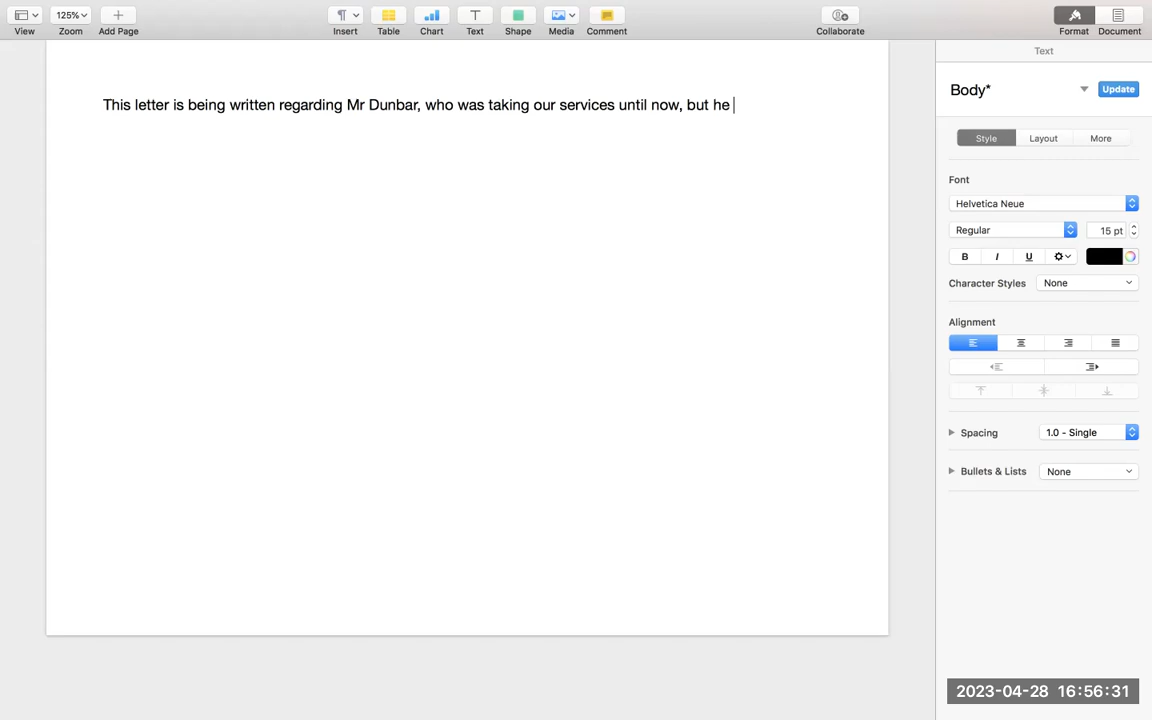 125%
View Zoom Add Page Insert Table Chart Text Shape Media Comment Collaborate Format Document
Text
This letter is being written regarding Mr Dunbar, who was taking our services until now, but he
Body* Update
Style Layout More
Font
Helvetica Neue
Regular 15 pt
B I U
Character Styles None
Alignment
Spacing 1.0 - Single
Bullets & Lists None
2023-04-28 16:56:31